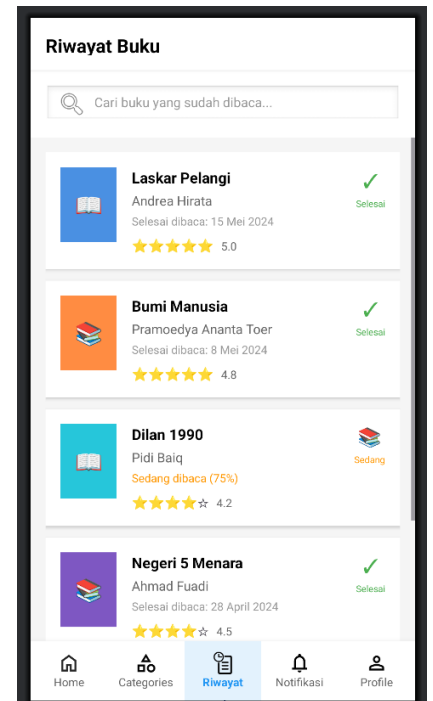 Riwayat Buku
Cari buku yang sudah dibaca...
Laskar Pelangi
Andrea Hirata
Selesai dibaca: 15 Mei 2024
5.0
Selesai
Bumi Manusia
Pramoedya Ananta Toer
Selesai dibaca: 8 Mei 2024
4.8
Selesai
Dilan 1990
Pidi Baiq
Sedang dibaca (75%)
4.2
Sedang
Negeri 5 Menara
Ahmad Fuadi
Selesai dibaca: 28 April 2024
4.5
Selesai
Home
Categories
Riwayat
Notifikasi
Profile